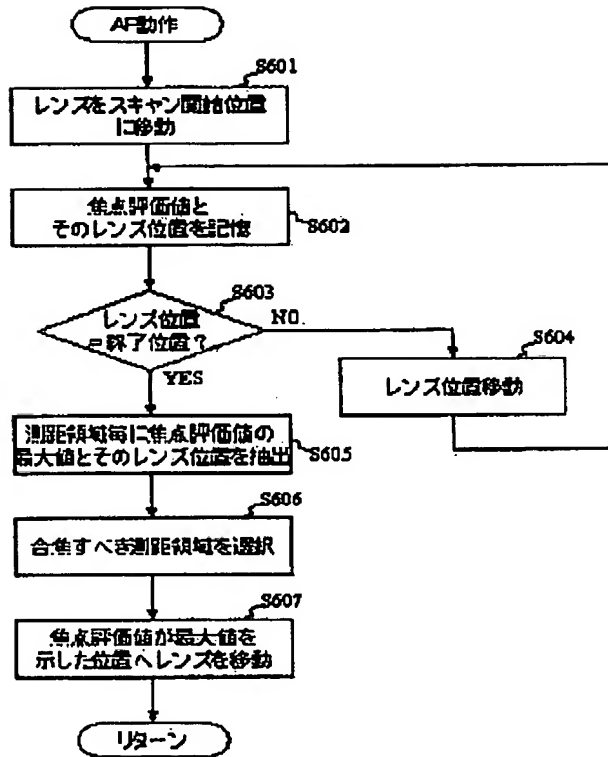 AF動作
S601
レンズをスキャン開始位置
に移動
焦点評価値と
そのレンズ位置を記憶
S602
S603
レンズ位置
=終了位置?
NO
YES
S604
レンズ位置移動
測距領域毎に焦点評価値の
最大値とそのレンズ位置を抽出
S605
S606
合焦すべき測距領域を選択
S607
焦点評価値が最大値を
示した位置へレンズを移動
リターン